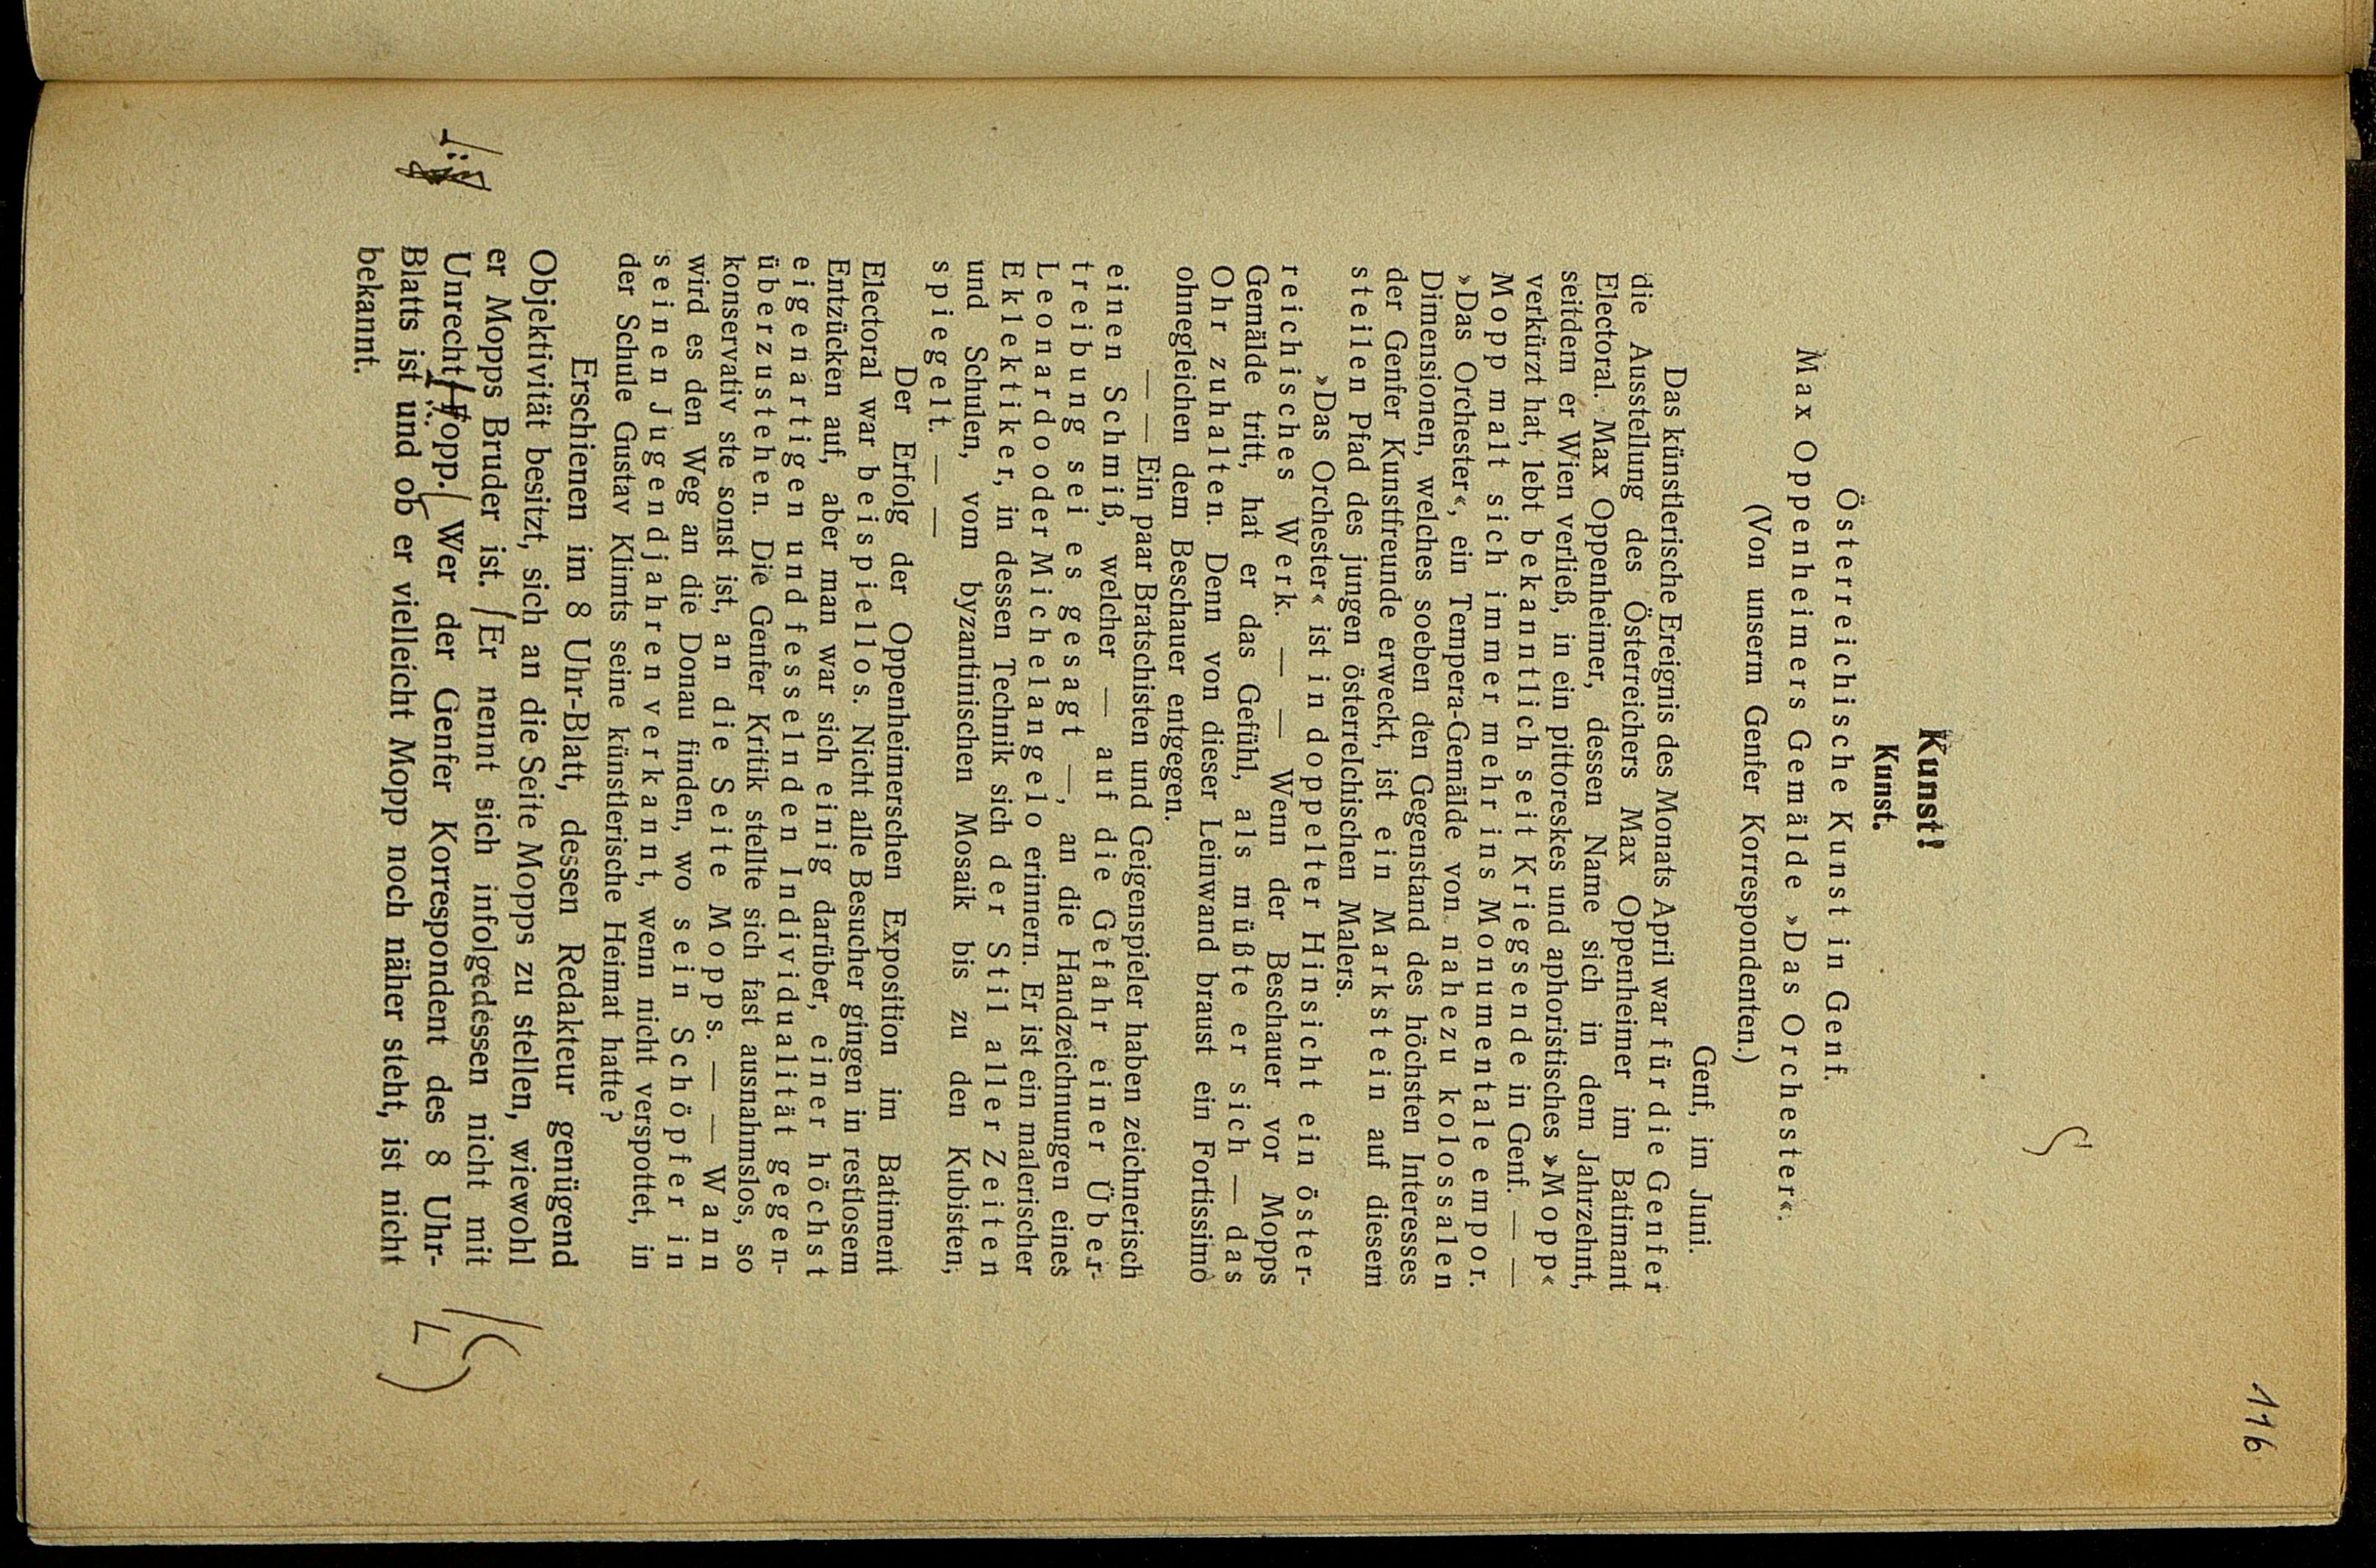 116
Kunst!
Kunst.
Österreichische Kunst in Genf.
Max Oppenheimers Gemälde »Das Orchester«.
(Von unserm Genfer Korrespondenten.)
Genf, im Juni.
Das künstlerische Ereignis des Monats April war für die Genfer
die Ausstellung des Österreichers Max Oppenheimer im Batimant
Electoral. Max Oppenheimer, dessen Name sich in dem Jahrzehnt,
seitdem er Wien verließ, in ein pittoreskes und aphoristisches »Mopp«
verkürzt hat, lebt bekanntlich seit Kriegsende in Genf. — —
Mopp malt sich immer mehr ins Monumentale empor.
»Das Orchester«, ein Tempera-Gemälde von nahezu kolossalen
Dimensionen, welches soeben den Gegenstand des höchsten Interesses
der Genfer Kunstfreunde erweckt, ist ein Markstein auf diesem
steilen Pfad des jungen österreichischen Malers.
»Das Orchester« ist in doppelter Hinsicht ein öster-
reichisches Werk. — — Wenn der Beschauer vor Mopps
Gemälde tritt, hat er das Gefühl, als müßte er sich — das
Ohr zuhalten. Denn von dieser Leinwand braust ein Fortissimo
ohnegleichen dem Beschauer entgegen.
— — Ein paar Bratschisten und Geigenspieler haben zeichnerisch
einen Schmiß, welcher — auf die Gefahr einer Über-
treibung sei es gesagt —, an die Handzeichnungen eines
Leonardo oder Michelangelo erinnern. Er ist ein malerischer
Eklektiker, in dessen Technik sich der Stil aller Zeiten
und Schulen, vom byzantinischen Mosaik bis zu den Kubisten,
spiegelt. — —
Der Erfolg der Oppenheimerschen Exposition im Batiment
Electoral war beispiellos. Nicht alle Besucher gingen in restlosem
Entzücken auf, aber man war sich einig darüber, einer höchst
eigenartigen und fesselnden Individualität gegen-
überzustehen. Die Genfer Kritik stellte sich fast ausnahmslos, so
konservativ ste sonst ist, an die Seite Mopps. — — Wann
wird es den Weg an die Donau finden, wo sein Schöpfer in
seinen Jugendjahren verkannt, wenn nicht verspottet, in
der Schule Gustav Klimts seine künstlerische Heimat hatte?
Erschienen im 8 Uhr-Blatt, dessen Redakteur genügend
Objektivität besitzt, sich an die Seite Mopps zu stellen, wiewohl
er Mopps Bruder ist. Er nennt sich infolgedessen nicht mit
Unrecht Fopp. Wer der Genfer Korrespondent des 8 Uhr-
Blatts ist und ob er vielleicht Mopp noch näher steht, ist nicht
bekannt.